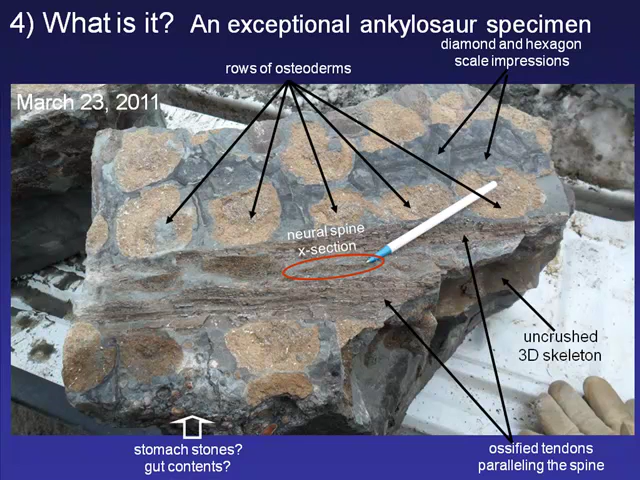 4) What is it? An exceptional ankylosaur specimen
diamond and hexagon
scale impressions
rows of osteoderms
March 23, 2011
neural spine
x-section
uncrushed
3D skeleton
stomach stones?
gut contents?
ossified tendons
paralleling the spine